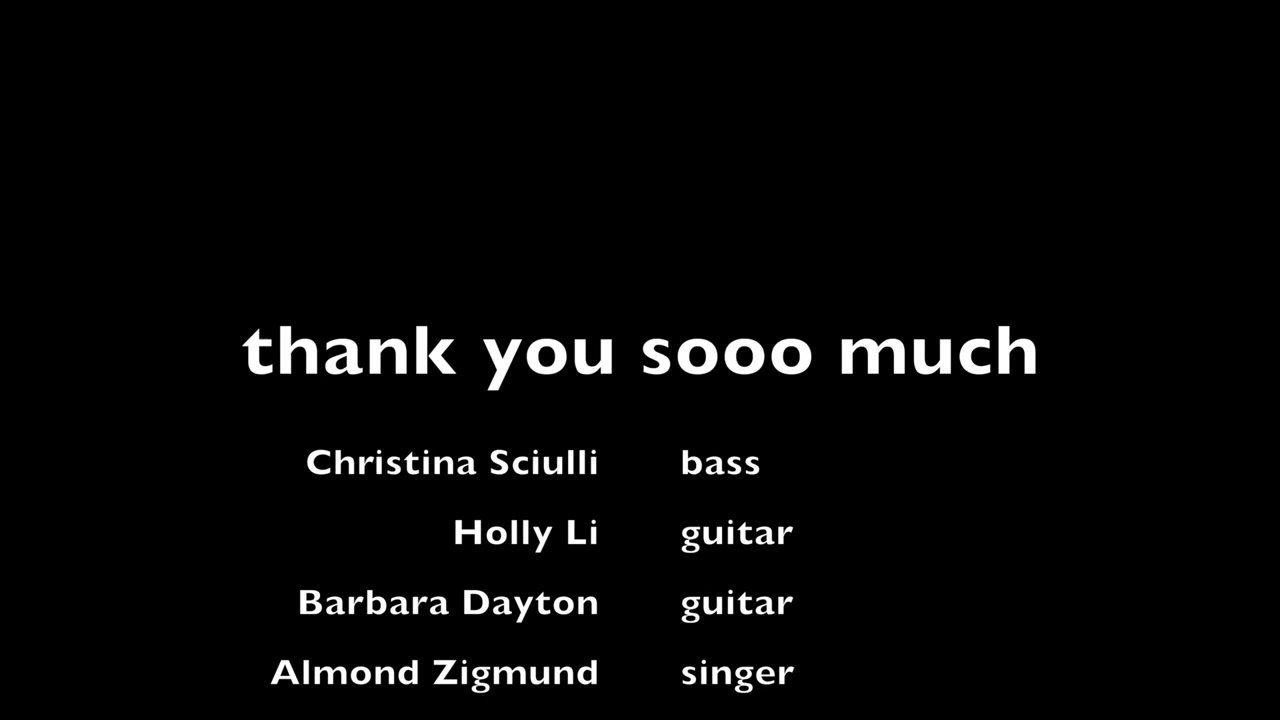 thank you sooo much
Christina Sciulli bass
Holly Li guitar
Barbara Dayton guitar
Almond Zigmund singer